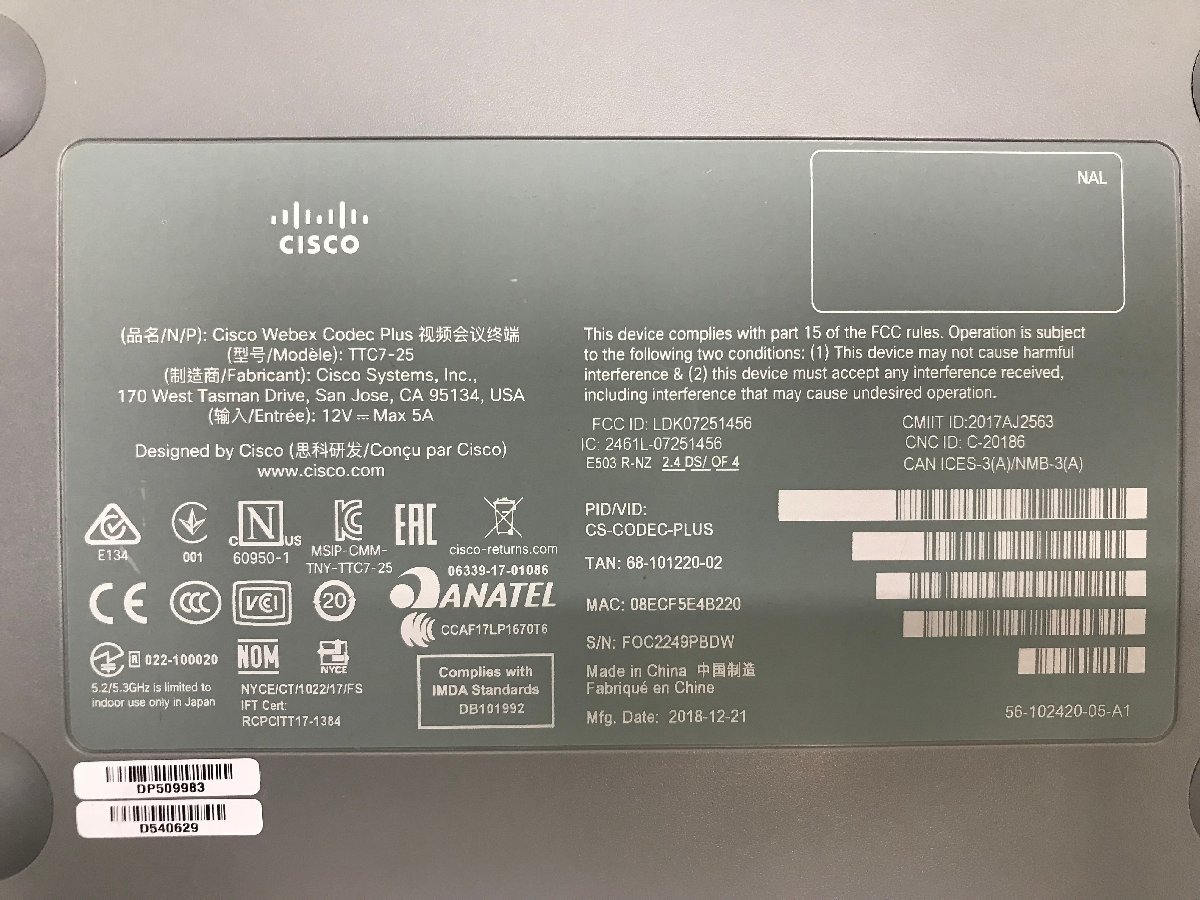 NAL
CISCO
(品名/N/P): Cisco Webex Codec Plus 视频会议终端
(型号/Modèle): TTC7-25
(制造商/Fabricant): Cisco Systems, Inc.,
170 West Tasman Drive, San Jose, CA 95134, USA
(输入/Entrée): 12V⎓Max 5A
Designed by Cisco (思科研发/Conçu par Cisco)
www.cisco.com
This device complies with part 15 of the FCC rules. Operation is subject
to the following two conditions: (1) This device may not cause harmful
interference & (2) this device must accept any interference received,
including interference that may cause undesired operation.
FCC ID: LDK07251456
IC: 2461L-07251456
E503 R-NZ 2.4 DS/ OF 4
CMIIT ID:2017AJ2563
CNC ID: C-20186
CAN ICES-3(A)/NMB-3(A)
E134
001
c N US
60950-1
KC
MSIP-CMM-
TNY-TTC7-25
EAC
cisco-returns.com
CE
CCC
VCI
20
06339-17-01086
ANATEL
CCAF17LP1670T6
R 022-100020
5.2/5.3GHz is limited to
indoor use only in Japan
NOM
NYCE
NYCE/CT/1022/17/FS
IFT Cert:
RCPCITT17-1384
Complies with
IMDA Standards
DB101992
PID/VID:
CS-CODEC-PLUS
TAN: 68-101220-02
MAC: 08ECF5E4B220
S/N: FOC2249PBDW
Made in China 中国制造
Fabriqué en Chine
Mfg. Date: 2018-12-21
56-102420-05-A1
DP509983
D540629